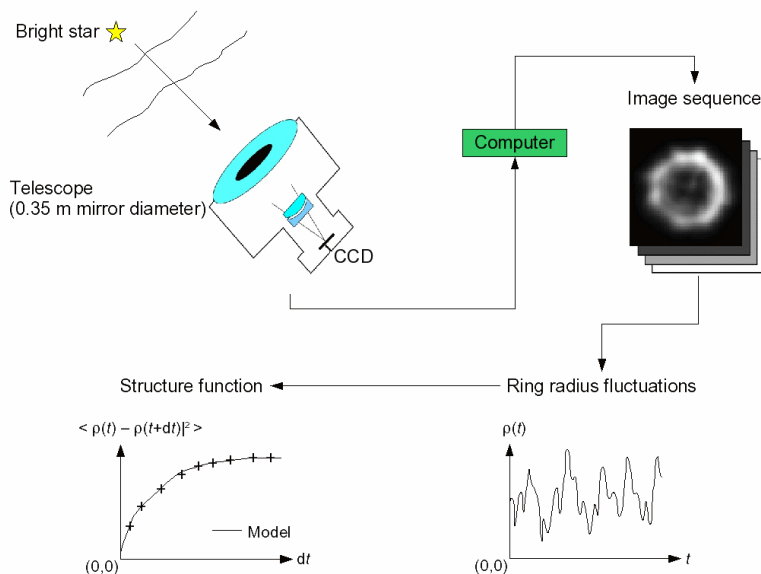 Bright star
Image sequence
Computer
Telescope
(0.35 m mirror diameter)
CCD
Structure function
Ring radius fluctuations
< ρ(t) – ρ(t+dt)|² >
ρ(t)
Model
(0,0)
dt
(0,0)
t